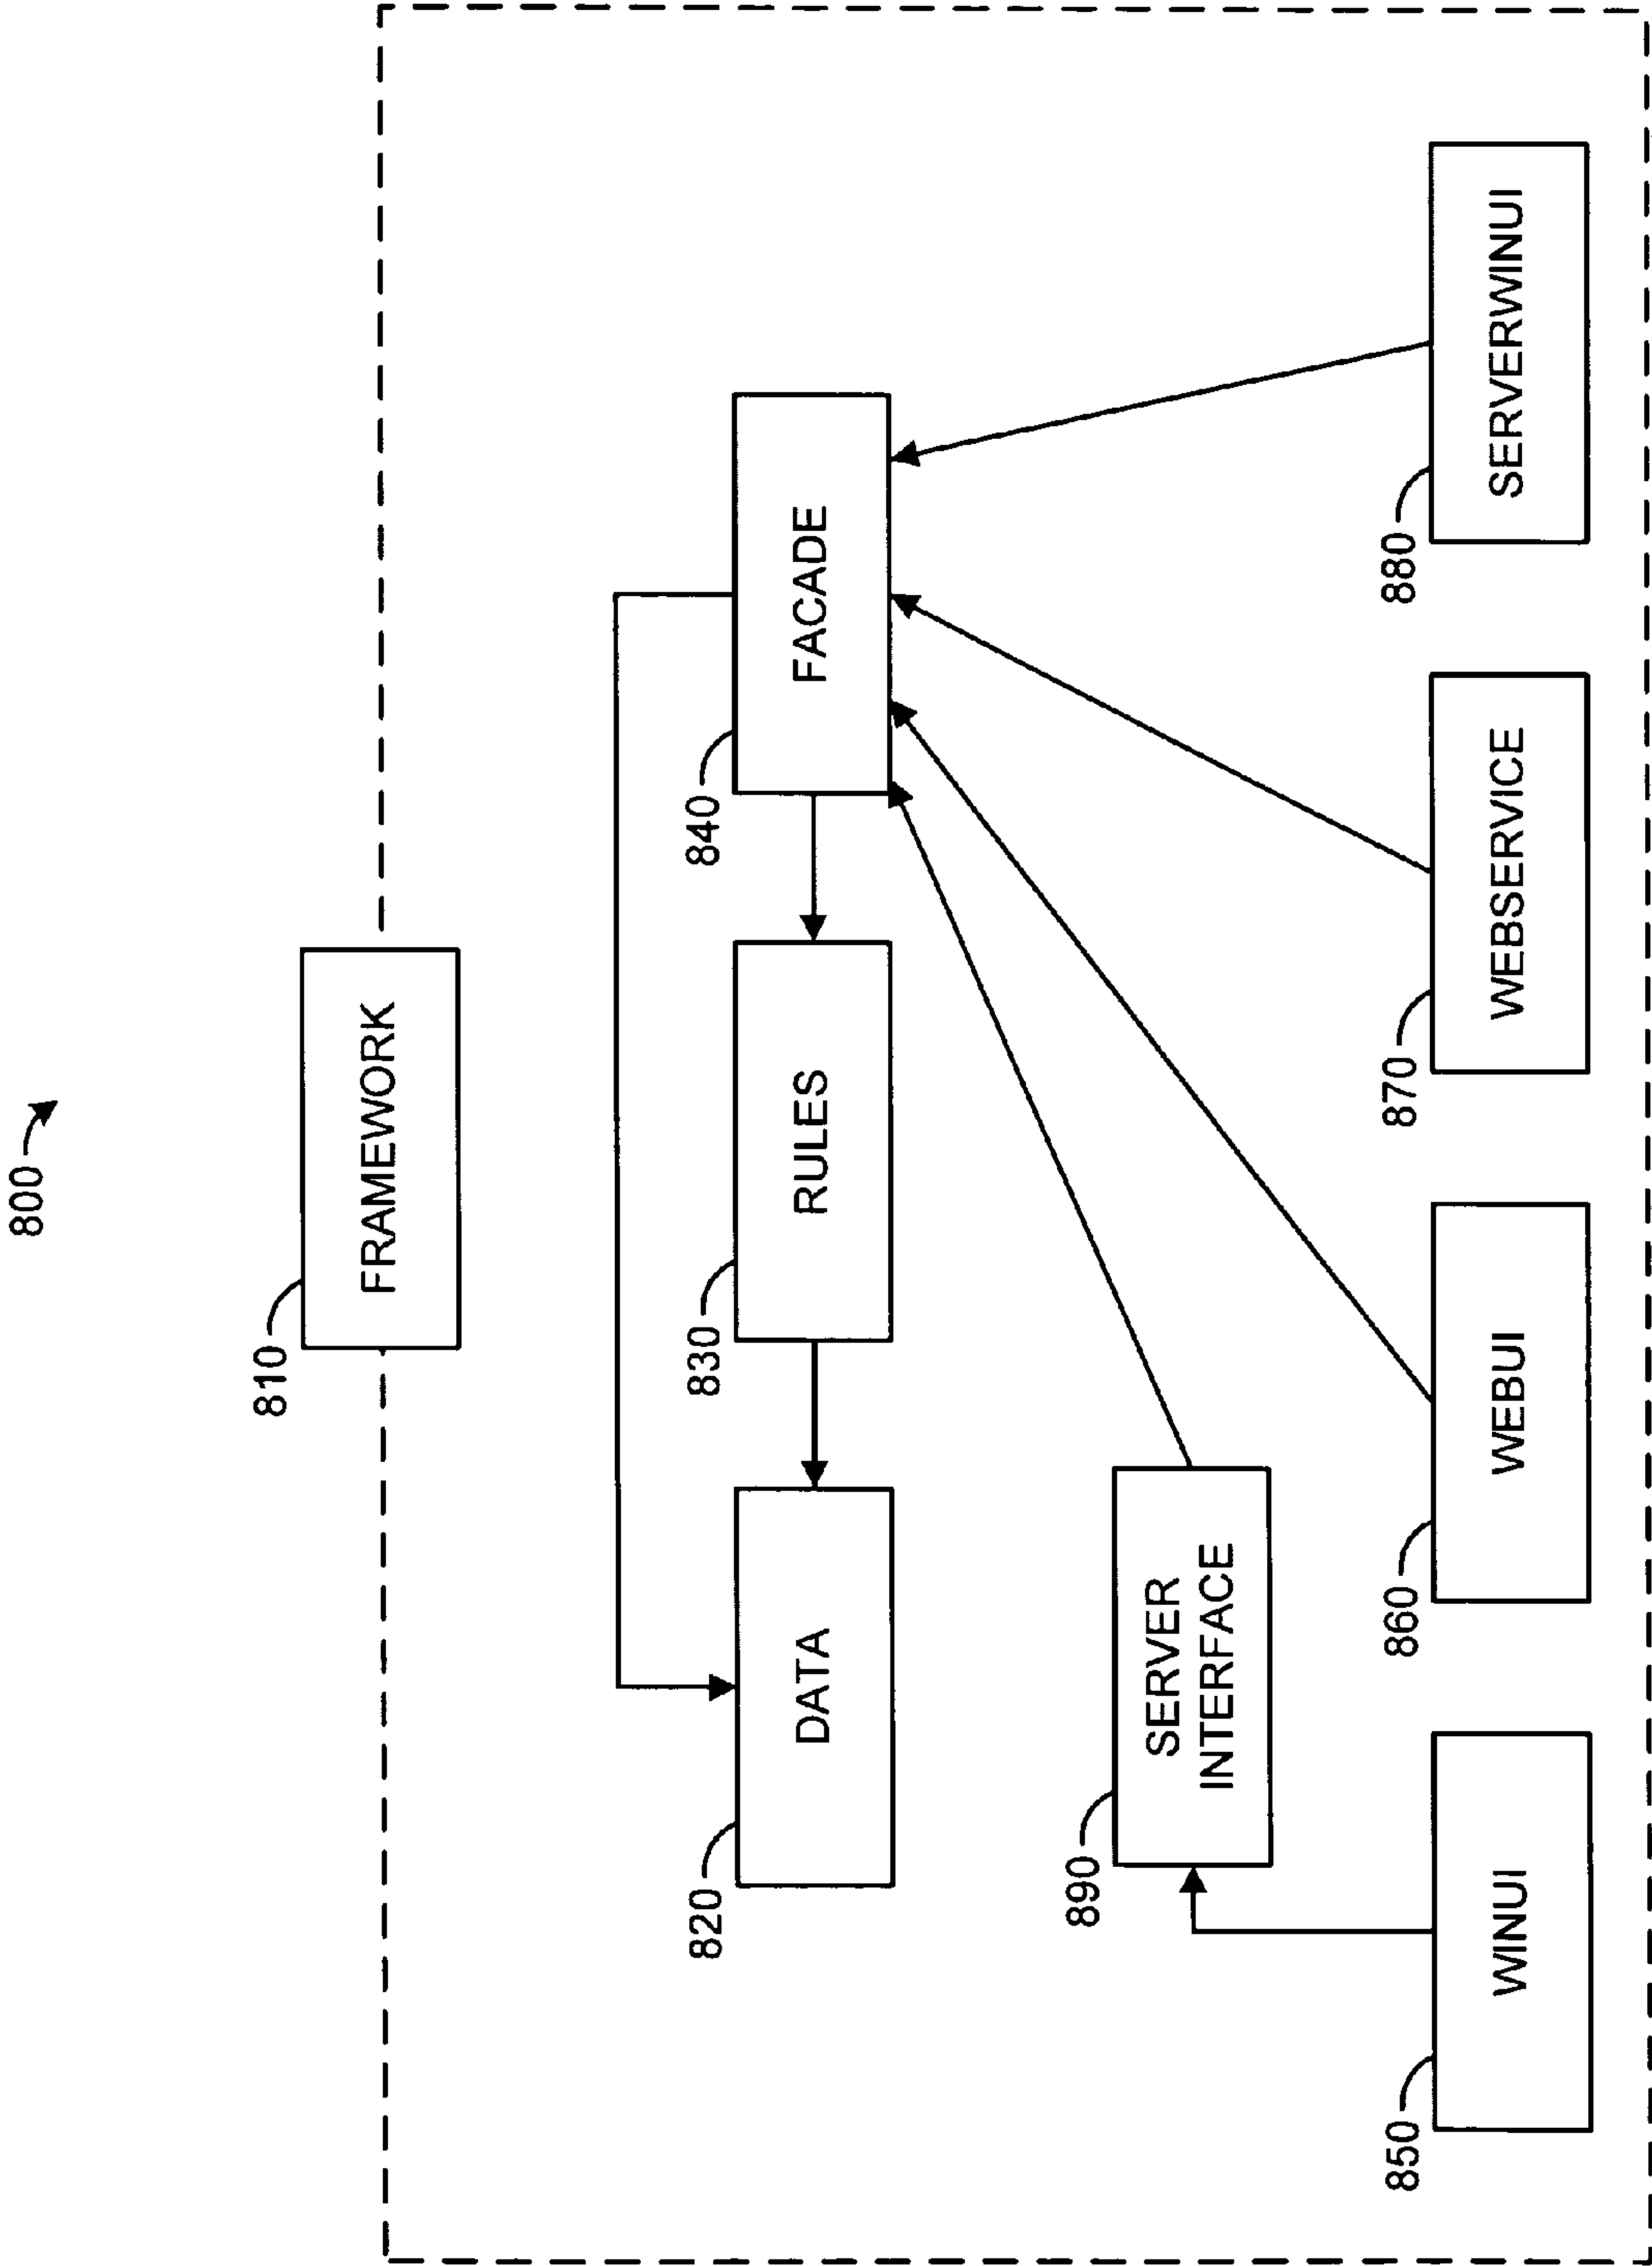 800
810
FRAMEWORK
820
DATA
830
RULES
840
FACADE
890
SERVER
INTERFACE
850
WINUI
860
WEBUI
870
WEBSERVICE
880
SERVERWINUI